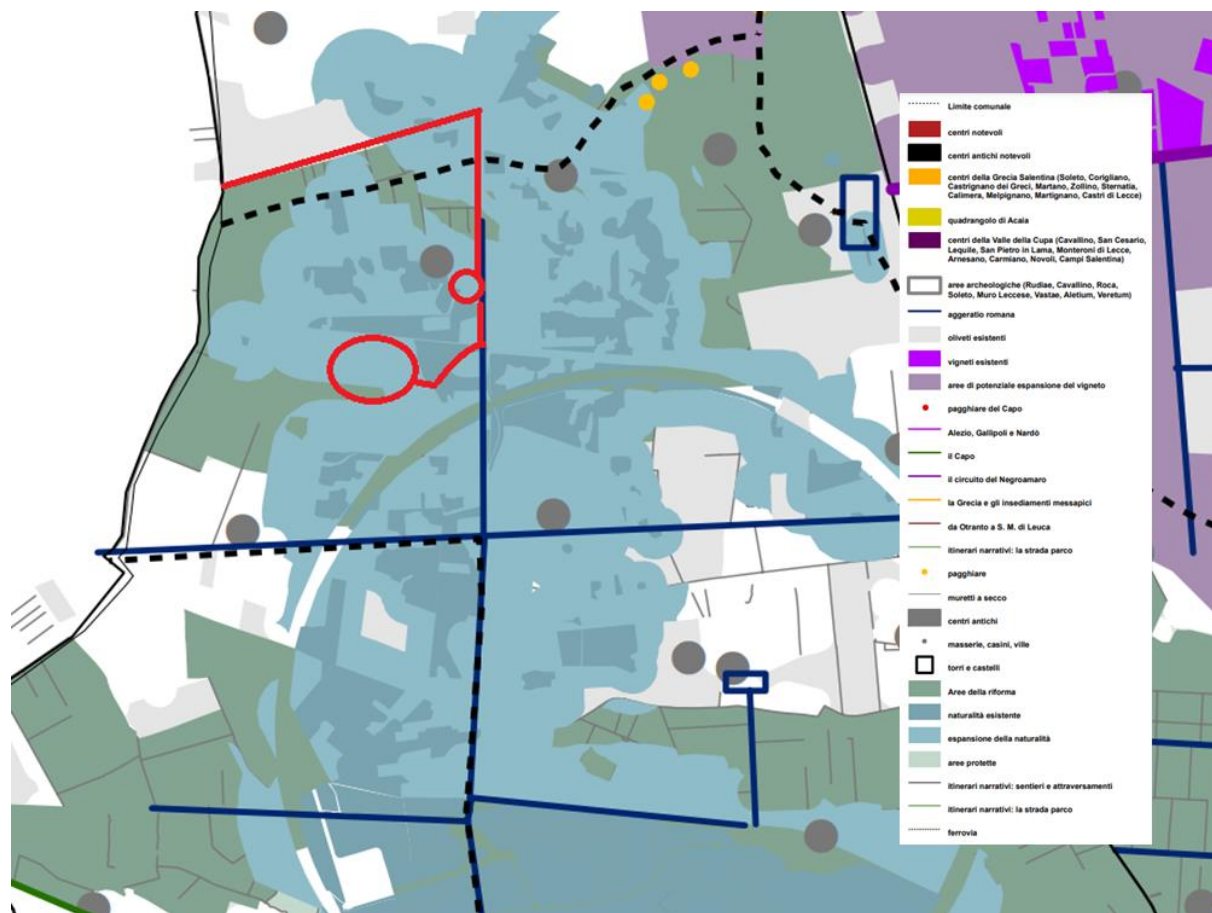 Limite comunale
centri notevoli
centri antichi notevoli
centri della Grecia Salentina (Soleto, Corigliano,
Castrignano dei Greci, Martano, Zollino, Sternatia,
Calimera, Melpignano, Martignano, Castri di Lecce)
quadrangolo di Acaia
centri della Valle della Cupa (Cavallino, San Cesario,
Lequile, San Pietro in Lama, Monteroni di Lecce,
Arnesano, Carmiano, Novoli, Campi Salentina)
aree archeologiche (Rudiae, Cavallino, Roca,
Soleto, Muro Leccese, Vastae, Aletium, Veretum)
aggeratio romana
oliveti esistenti
vigneti esistenti
aree di potenziale espansione del vigneto
pagghiare del Capo
Alezio, Gallipoli e Nardò
il Capo
il circuito del Negroamaro
la Grecia e gli insediamenti messapici
da Otranto a S. M. di Leuca
itinerari narrativi: la strada parco
pagghiare
muretti a secco
centri antichi
masserie, casini, ville
torri e castelli
Aree della riforma
naturalità esistente
espansione della naturalità
aree protette
itinerari narrativi: sentieri e attraversamenti
itinerari narrativi: la strada parco
ferrovia